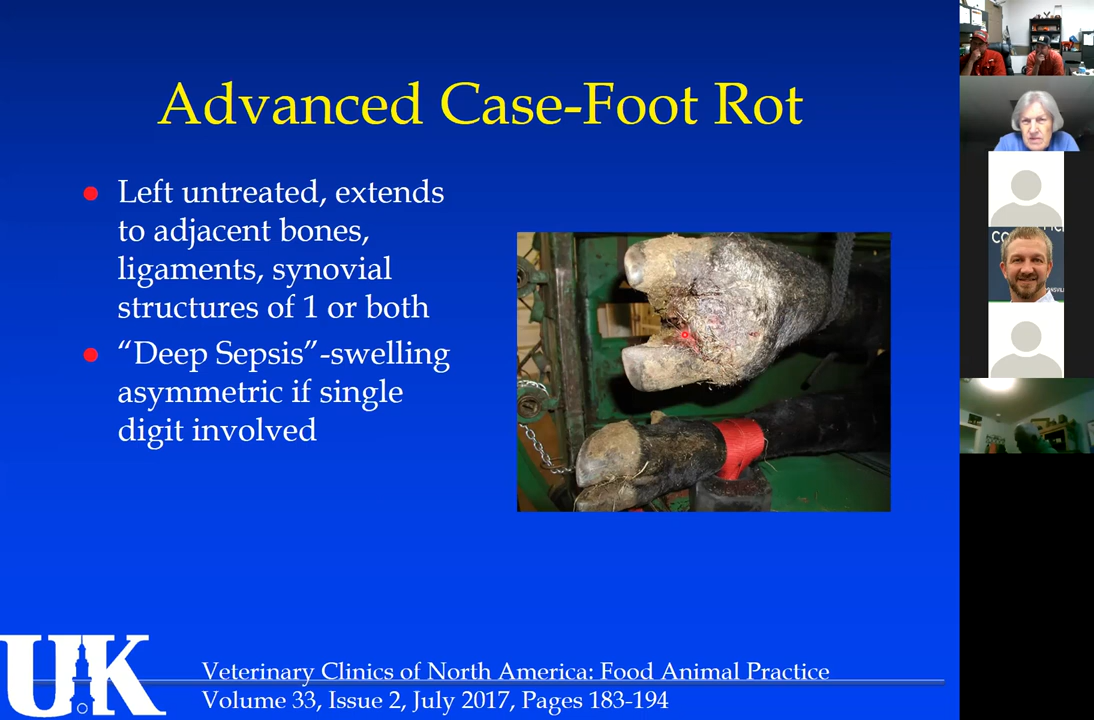 Advanced Case-Foot Rot
● Left untreated, extends
to adjacent bones,
ligaments, synovial
structures of 1 or both
● “Deep Sepsis”-swelling
asymmetric if single
digit involved
UK
Veterinary Clinics of North America: Food Animal Practice
Volume 33, Issue 2, July 2017, Pages 183-194